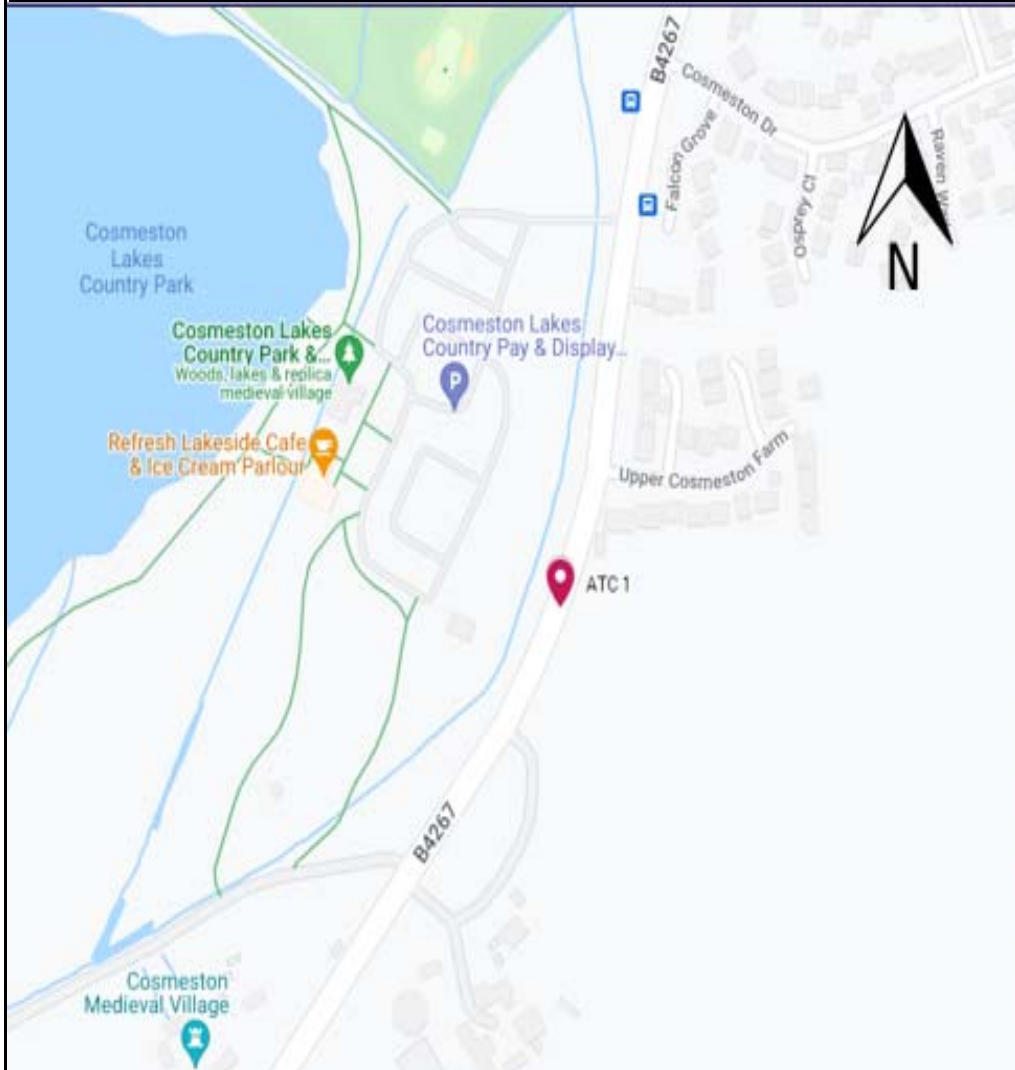 B4267
Cosmeston Dr
Falcon Grove
Osprey Cl
Raven W
N
Cosmeston
Lakes
Country Park
Cosmeston Lakes
Country Park &...
Woods, lakes & replica
medieval village
Cosmeston Lakes
Country Pay & Display...
P
Refresh Lakeside Cafe
& Ice Cream Parlour
Upper Cosmeston Farm
ATC 1
B4267
Cosmeston
Medieval Village